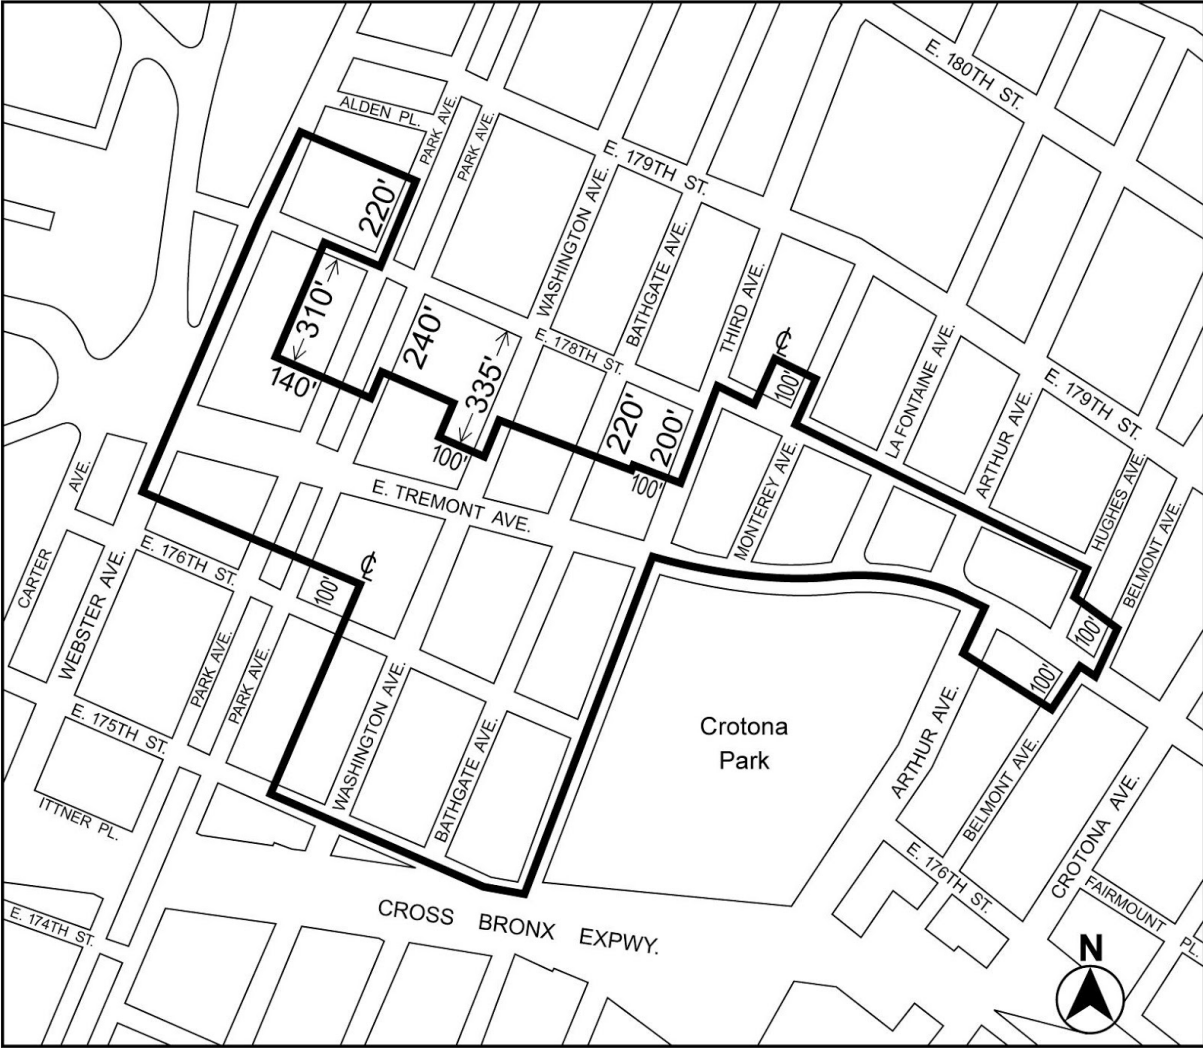 E. 180TH ST.
ALDEN PL.
PARK AVE.
PARK AVE.
E. 179TH ST.
220'
WASHINGTON AVE.
BATHGATE AVE.
THIRD AVE.
310'
240'
335'
E. 178TH ST.
℄
100'
LA FONTAINE AVE.
E. 179TH ST.
140'
220'
200'
100'
100'
ARTHUR AVE.
MONTEREY AVE.
HUGHES AVE.
BELMONT AVE.
E. TREMONT AVE.
CARTER
AVE.
WEBSTER AVE.
E. 176TH ST.
℄
100'
100'
100'
PARK AVE.
PARK AVE.
WASHINGTON AVE.
BATHGATE AVE.
E. 175TH ST.
ITTNER PL.
Crotona
Park
ARTHUR AVE.
BELMONT AVE.
CROTONA AVE.
E. 176TH ST.
FAIRMOUNT PL.
E. 174TH ST.
CROSS BRONX EXPWY.
N